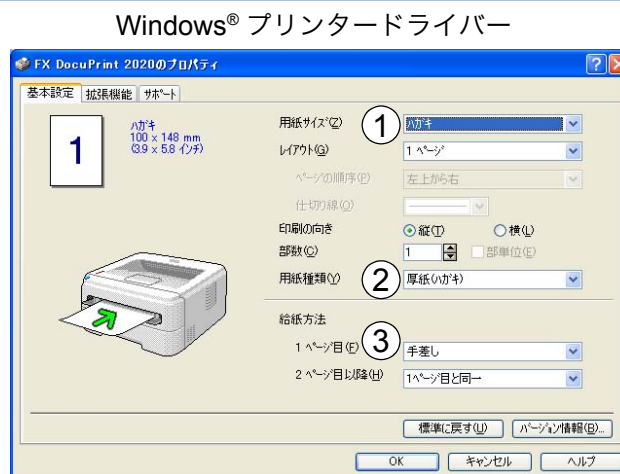 Windows® プリンタードライバー
FX DocuPrint 2020のプロパティ
基本設定 拡張機能 サポート
1
ハガキ
100 x 148 mm
(3.9 x 5.8 インチ)
用紙サイズ(Z) ① ハガキ
レイアウト(G) 1 ページ
ページの順序(P) 左上から右
仕切り線(O)
印刷の向き 縦(T) 横(L)
部数(C) 1 部単位(E)
用紙種類(Y) ② 厚紙(ハガキ)
給紙方法
1 ページ目(F) ③ 手差し
2 ページ目以降(H) 1ページ目と同一
標準に戻す(U) バージョン情報(B)...
OK キャンセル ヘルプ